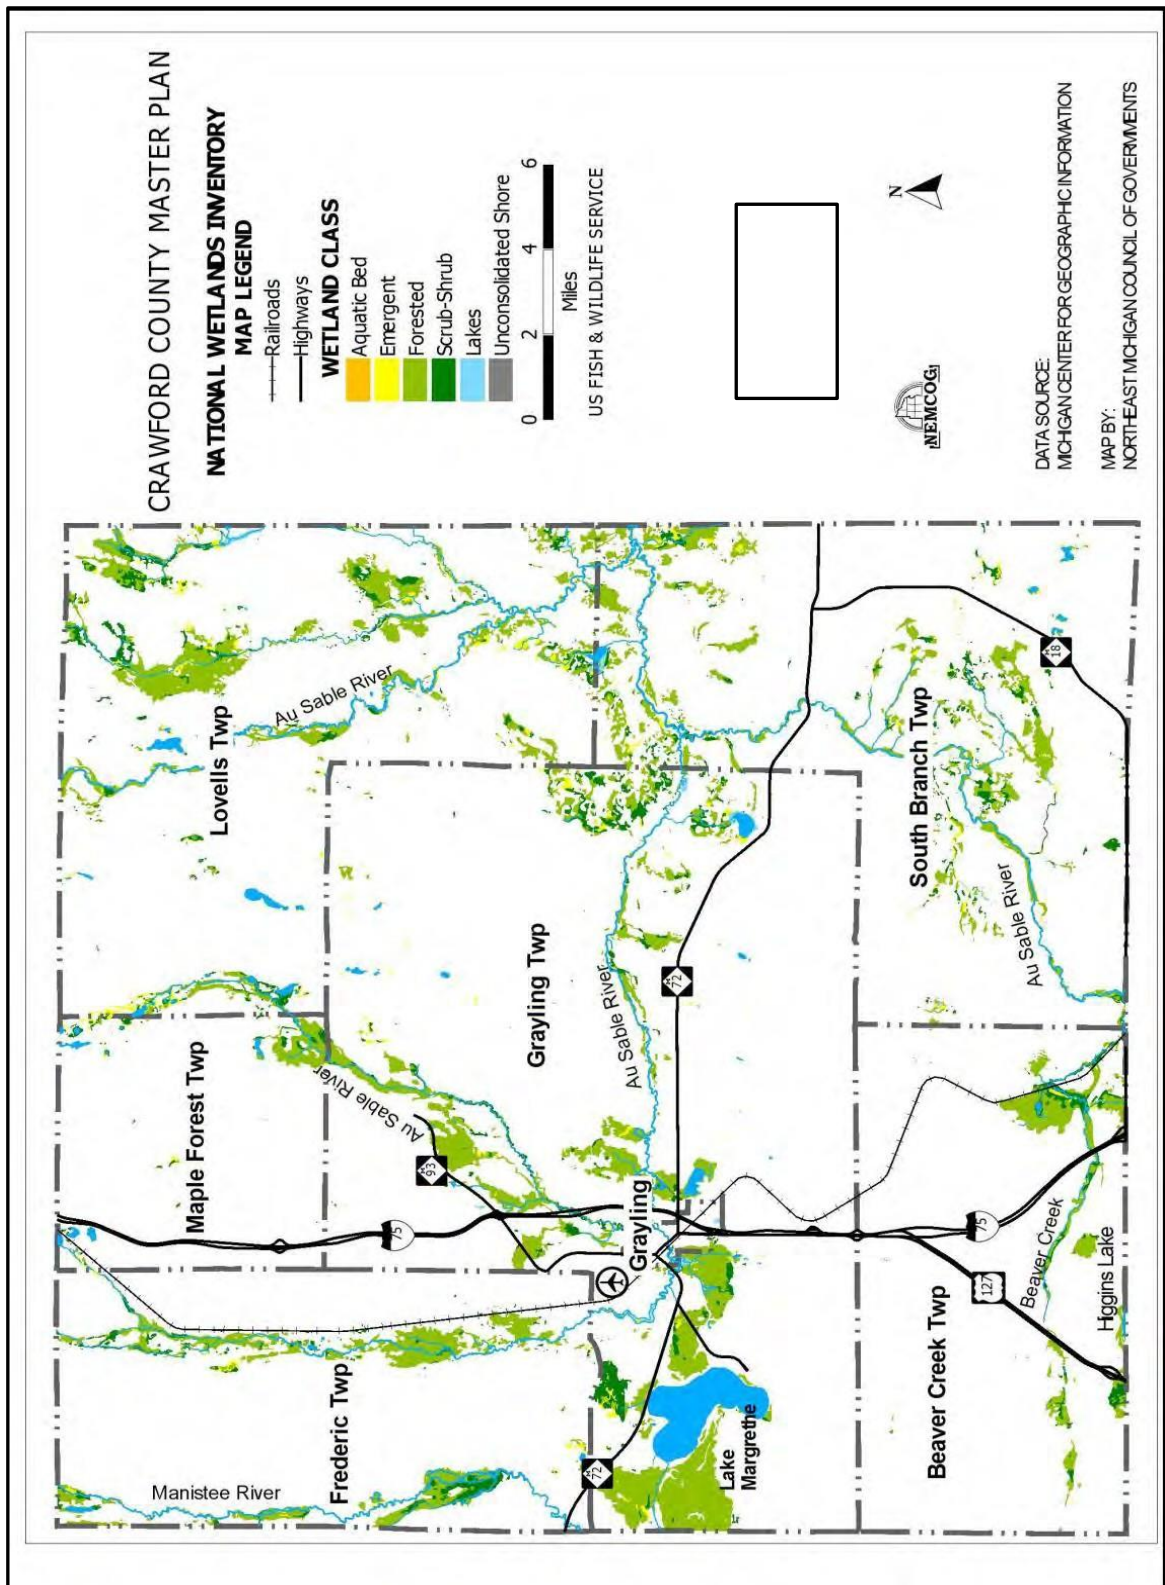 CRAWFORD COUNTY MASTER PLAN
NATIONAL WETLANDS INVENTORY
MAP LEGEND
Railroads
Highways
WETLAND CLASS
Aquatic Bed
Emergent
Forested
Scrub-Shrub
Lakes
Unconsolidated Shore
0 2 4 6
Miles
US FISH & WILDLIFE SERVICE
NEMCOG
N
DATA SOURCE:
MICHIGAN CENTER FOR GEOGRAPHIC INFORMATION
MAP BY:
NORTHEAST MICHIGAN COUNCIL OF GOVERNMENTS
Manistee River
Frederic Twp
Maple Forest Twp
Lovells Twp
Au Sable River
Au Sable River
75
M
93
Grayling Twp
M
72
Grayling
Au Sable River
M
72
Lake
Margrethe
Beaver Creek Twp
127
75
Beaver Creek
Higgins Lake
South Branch Twp
Au Sable River
M
18